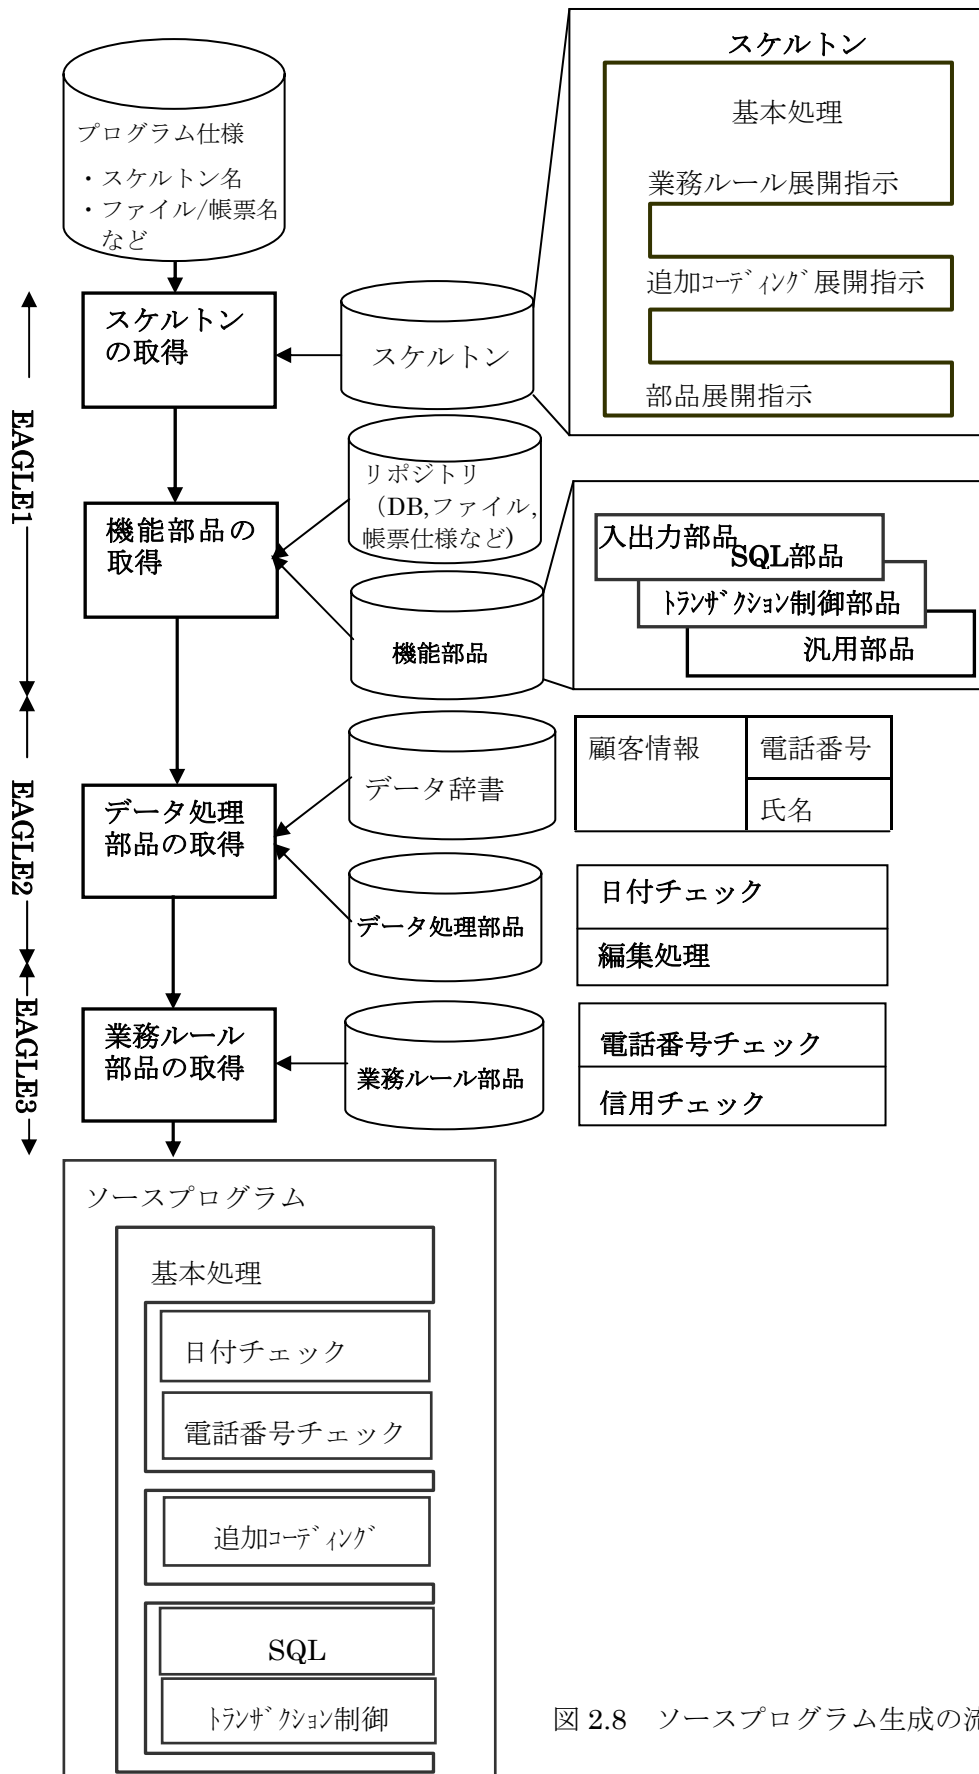 スケルトン
基本処理
業務ルール展開指示
追加ｺｰﾃﾞｨﾝｸﾞ展開指示
部品展開指示
プログラム仕様
・スケルトン名
・ファイル/帳票名
など
スケルトン
の取得
スケルトン
EAGLE1
リポジトリ
（DB,ファイル,
帳票仕様など)
機能部品の
取得
機能部品
入出力部品
SQL部品
ﾄﾗﾝｻﾞｸｼｮﾝ制御部品
汎用部品
EAGLE2
データ処理
部品の取得
データ辞書
顧客情報
電話番号
氏名
データ処理部品
日付チェック
編集処理
EAGLE3
業務ルール
部品の取得
業務ルール部品
電話番号チェック
信用チェック
ソースプログラム
基本処理
日付チェック
電話番号チェック
追加ｺｰﾃﾞｨﾝｸﾞ
SQL
ﾄﾗﾝｻﾞｸｼｮﾝ制御
図 2.8　ソースプログラム生成の流